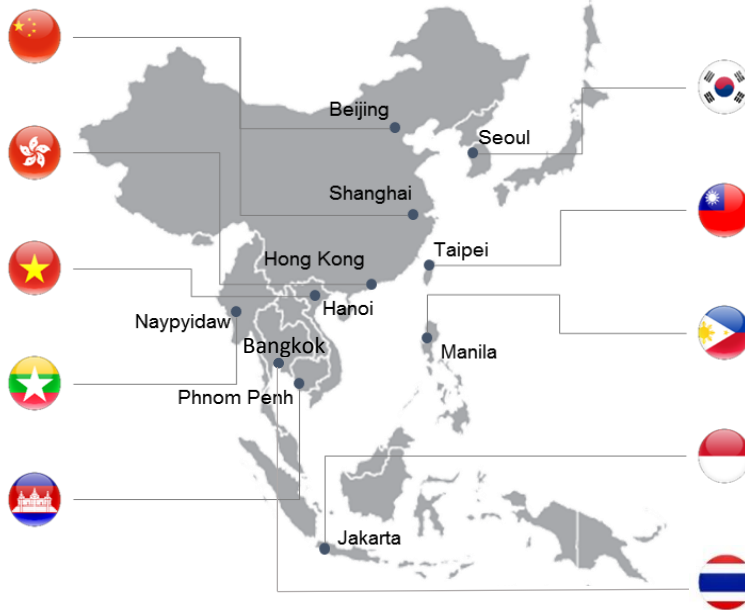 Beijing
Seoul
Shanghai
Taipei
Hong Kong
Hanoi
Naypyidaw
Bangkok
Manila
Phnom Penh
Jakarta